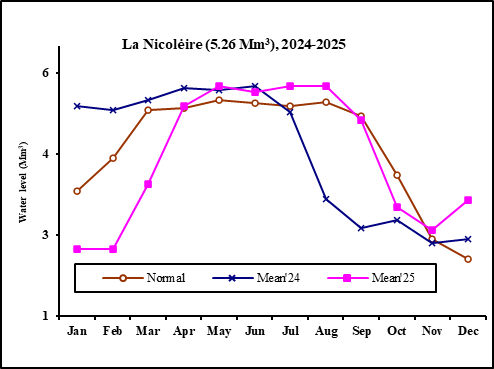 La Nicoléire (5.26 Mm³), 2024-2025
Water level (Mm³)
6
4
3
1
Jan Feb Mar Apr May Jun Jul Aug Sep Oct Nov Dec
Normal Mean'24 Mean'25